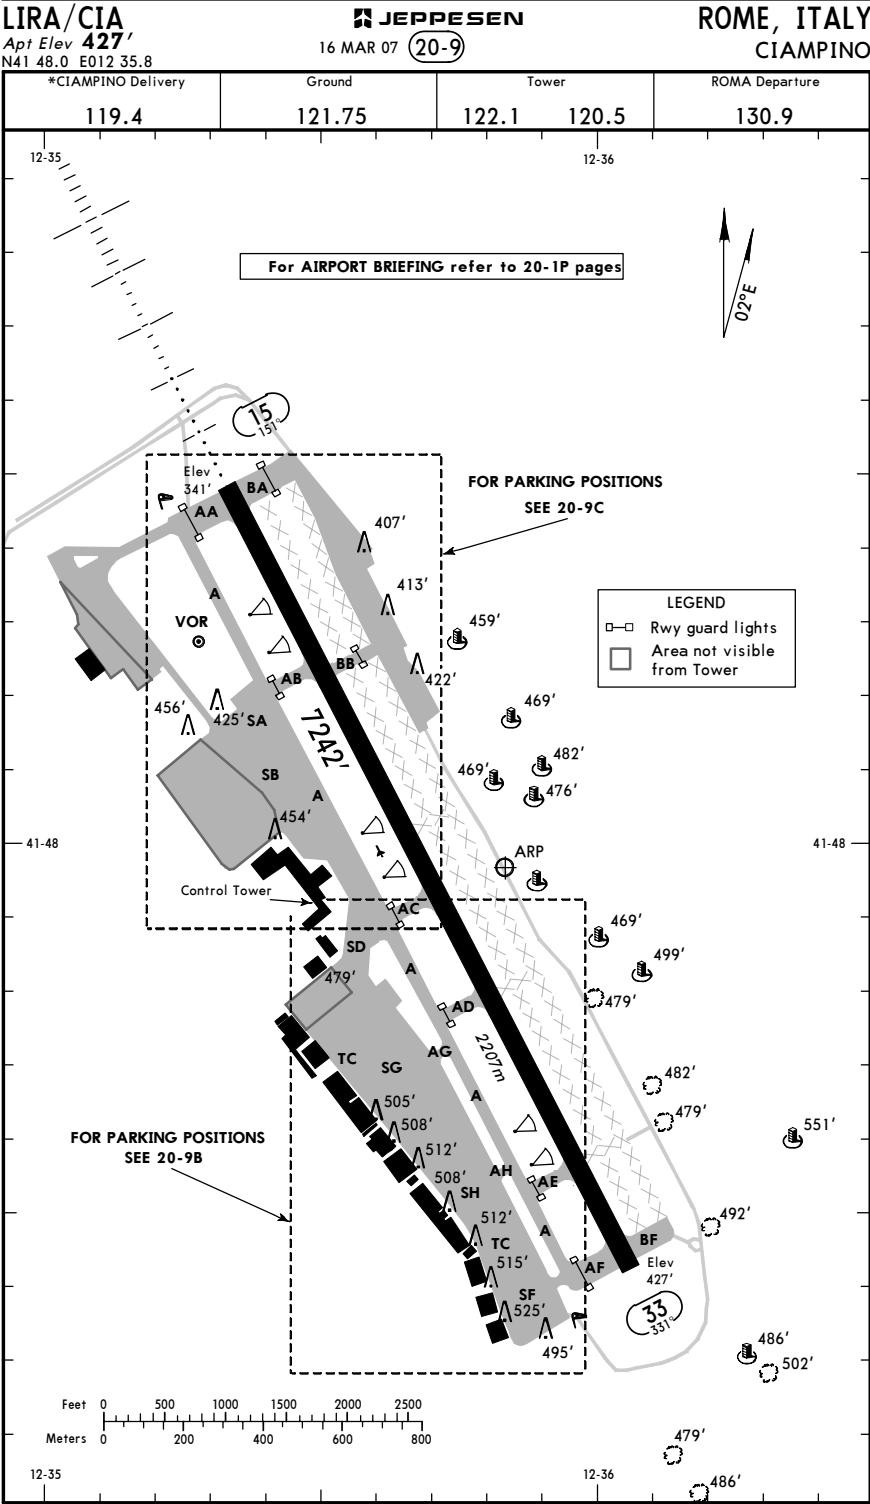 LIRA/CIA
Apt Elev 427'
N41 48.0 E012 35.8
JEPPESEN
16 MAR 07 20-9
ROME, ITALY
CIAMPINO
*CIAMPINO Delivery
119.4
Ground
121.75
Tower
122.1 120.5
ROMA Departure
130.9
12-35
12-36
For AIRPORT BRIEFING refer to 20-1P pages
02°E
15
151°
Elev
341'
BA
AA
FOR PARKING POSITIONS
SEE 20-9C
407'
A
413'
LEGEND
Rwy guard lights
Area not visible
from Tower
VOR
459'
BB
AB
422'
456'
425'
SA
7242'
469'
482'
SB
469'
476'
A
454'
41-48
41-48
ARP
Control Tower
AC
469'
SD
499'
A
479'
479'
AD
2207m
AG
TC
SG
482'
A
505'
479'
508'
551'
FOR PARKING POSITIONS
SEE 20-9B
512'
AH
508'
AE
SH
492'
512'
A
TC
BF
AF
Elev
427'
515'
SF
33
331°
525'
495'
486'
502'
Feet 0 500 1000 1500 2000 2500
Meters 0 200 400 600 800
479'
12-35
12-36
486'